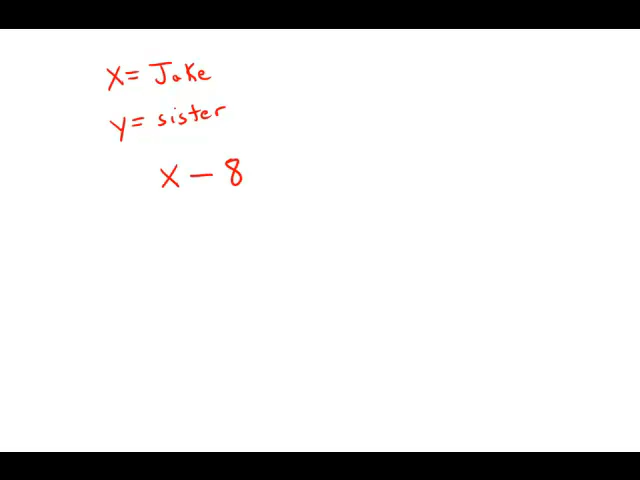 x = Jake
y = sister
x - 8